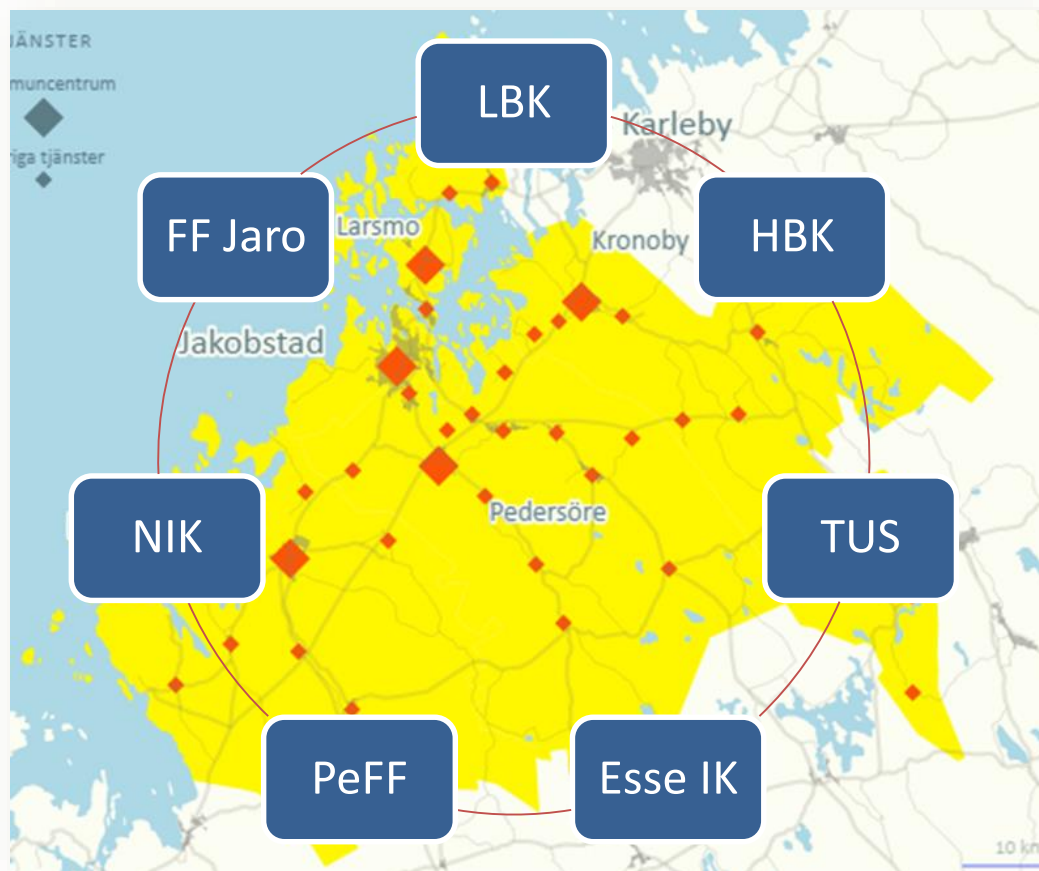 JÄNSTER
muncentrum
riga tjänster
LBK
Karleby
FF Jaro
Larsmo
HBK
Kronoby
Jakobstad
NIK
Pedersöre
TUS
PeFF
Esse IK
10 km